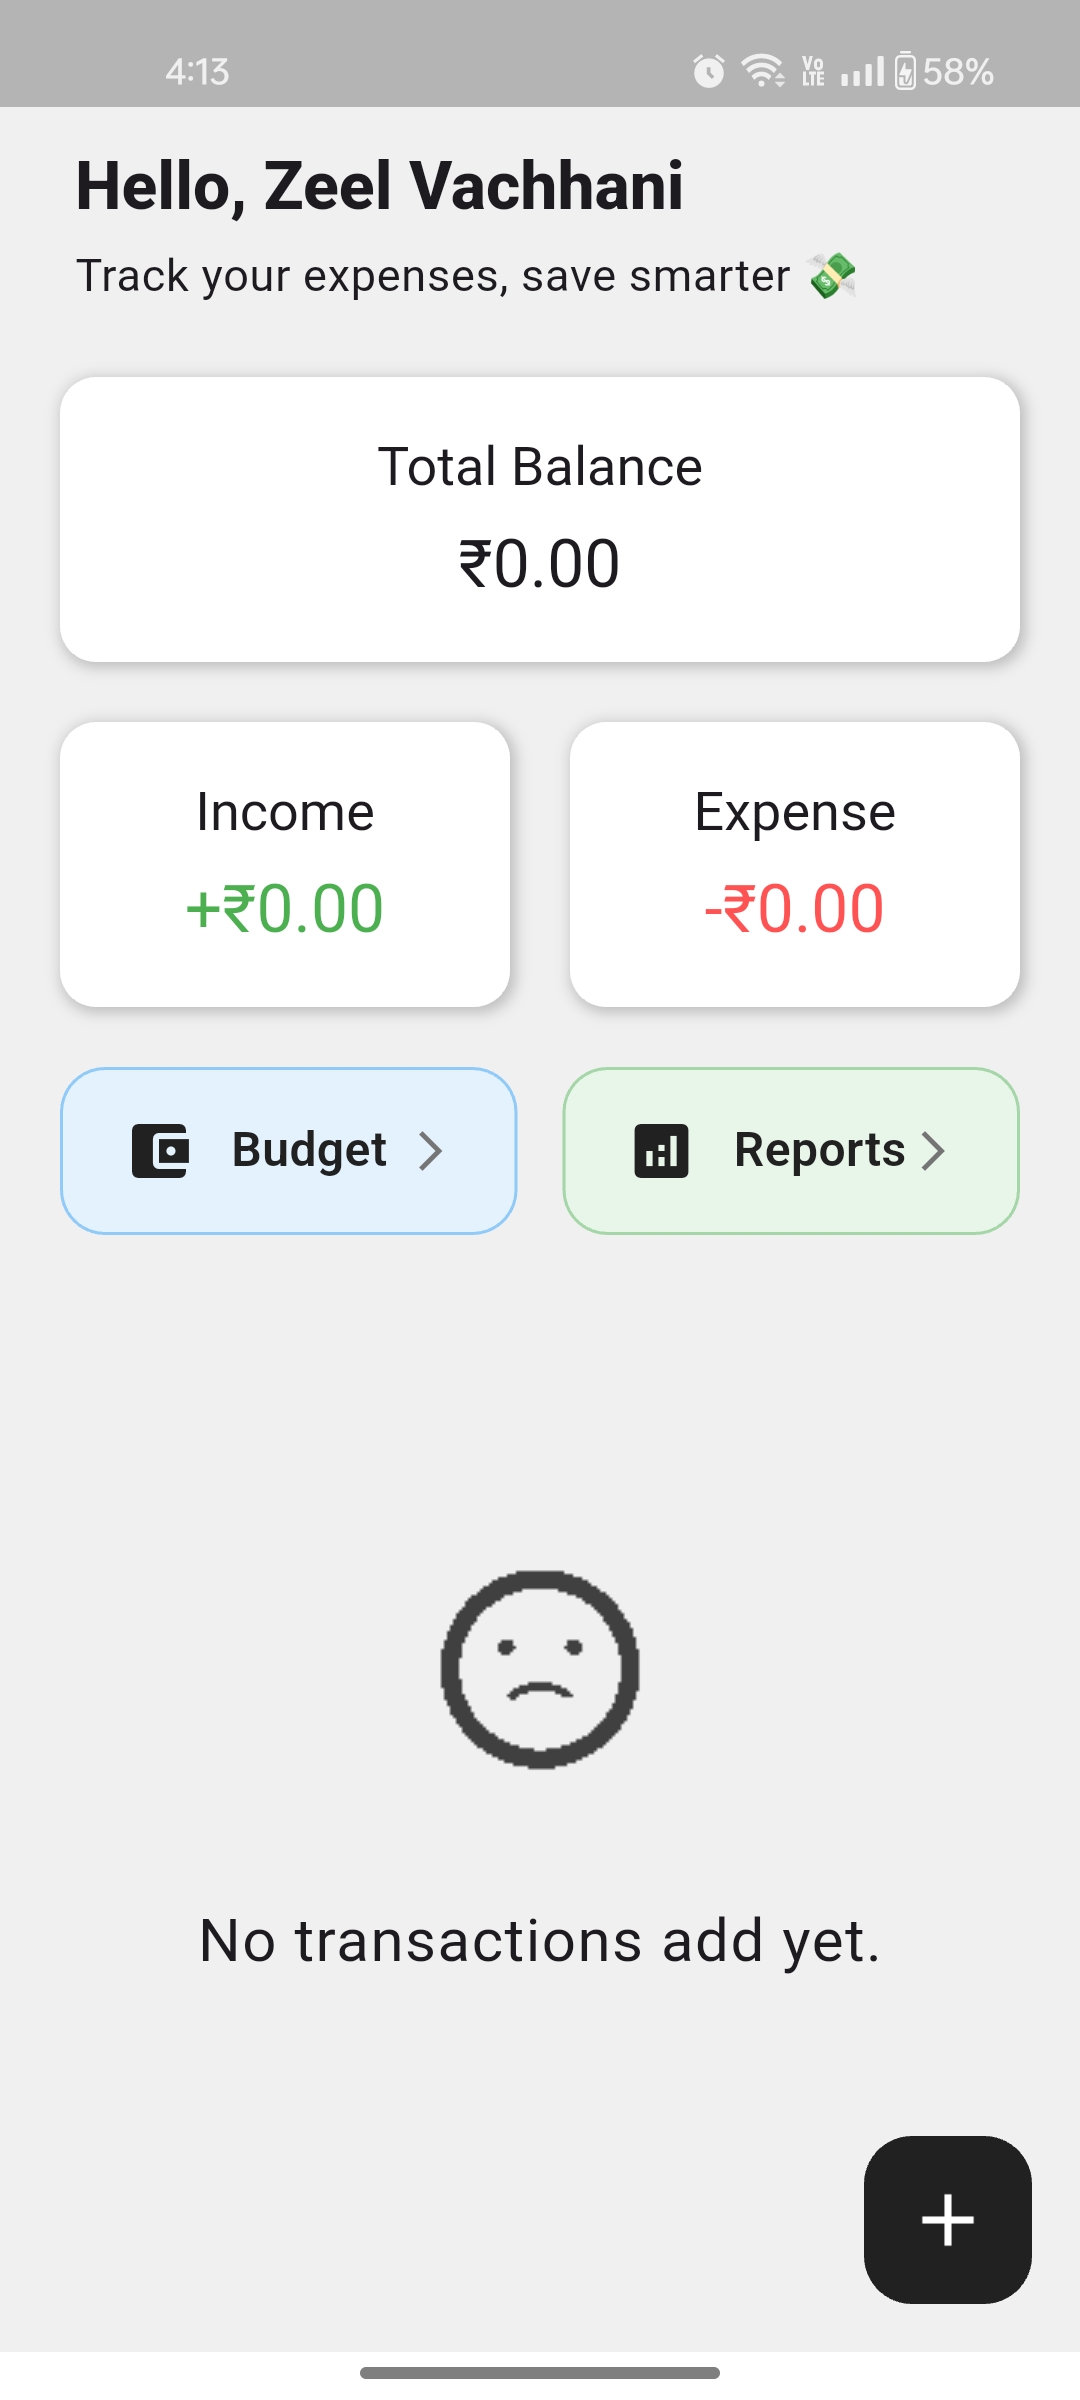 4:13
Vo LTE 58%
Hello, Zeel Vachhani
Track your expenses, save smarter 💸
Total Balance
₹0.00
Income
Expense
+₹0.00
-₹0.00
Budget
Reports
No transactions add yet.